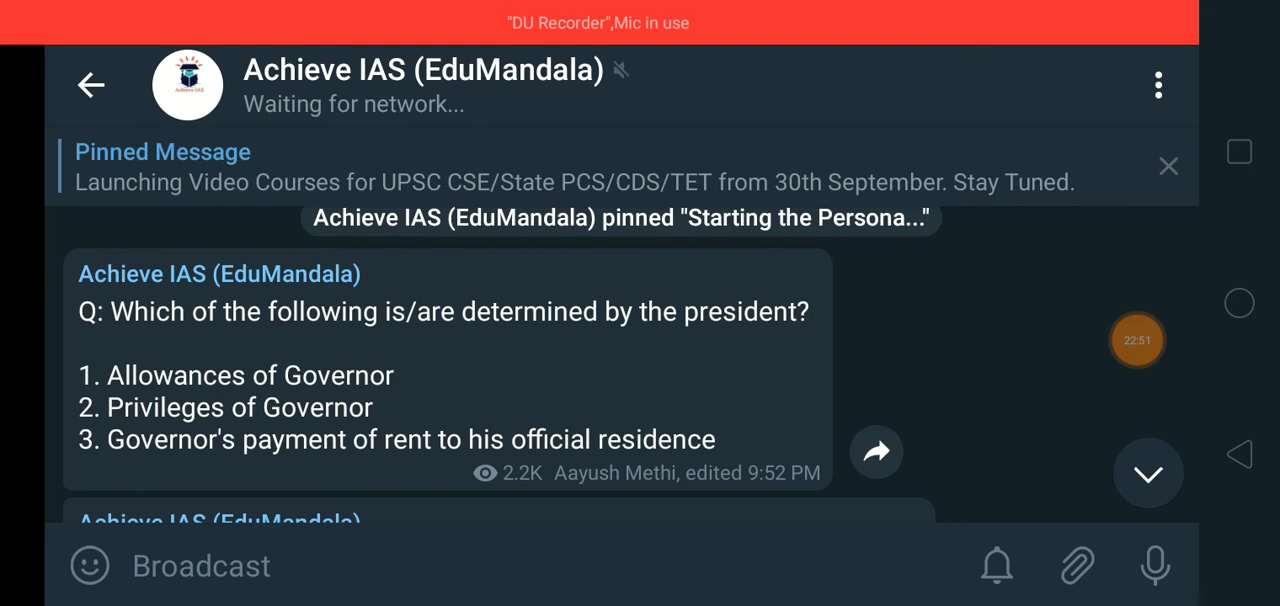 "DU Recorder",Mic in use
Achieve IAS (EduMandala)
Waiting for network...
Pinned Message
Launching Video Courses for UPSC CSE/State PCS/CDS/TET from 30th September. Stay Tuned.
Achieve IAS (EduMandala) pinned "Starting the Persona..."
Achieve IAS (EduMandala)
Q: Which of the following is/are determined by the president?
1. Allowances of Governor
2. Privileges of Governor
3. Governor's payment of rent to his official residence
2.2K Aayush Methi, edited 9:52 PM
22:51
Achieve IAS (EduMandala)
Broadcast